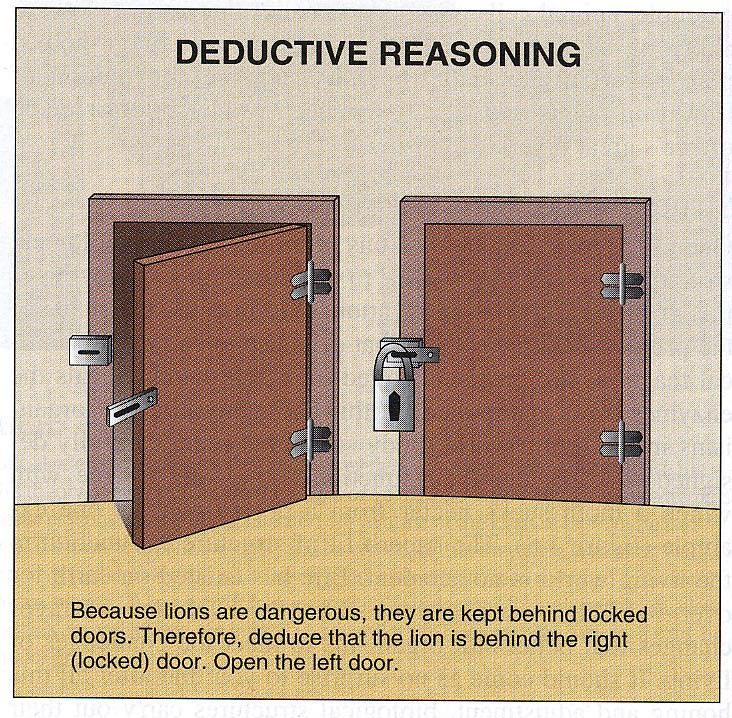 DEDUCTIVE REASONING
Because lions are dangerous, they are kept behind locked
doors. Therefore, deduce that the lion is behind the right
(locked) door. Open the left door.